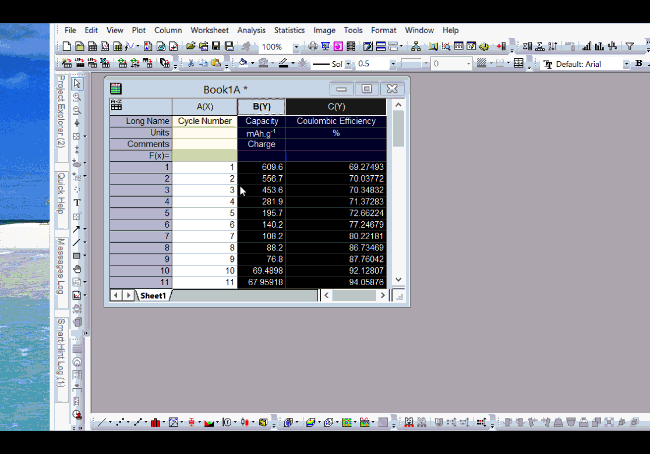 File Edit View Plot Column Worksheet Analysis Statistics Image Tools Format Window Help
100% Sol 0.5 0 Default: Arial B
Project Explorer (2)
Quick Help
Messages Log
Smart Hint Log (1)
Book1A *
A(X) B(Y) C(Y)
Long Name Cycle Number Capacity Coulombic Efficiency
Units mAh.g-1 %
Comments Charge
F(x)=
1 1 609.6 69.27493
2 2 556.7 70.03772
3 3 453.6 70.34832
4 4 281.9 71.37283
5 5 195.7 72.66224
6 6 140.2 77.24679
7 7 108.2 80.22181
8 8 88.2 86.73469
9 9 76.8 87.76042
10 10 69.4898 92.12807
11 11 67.95918 94.05876
Sheet1